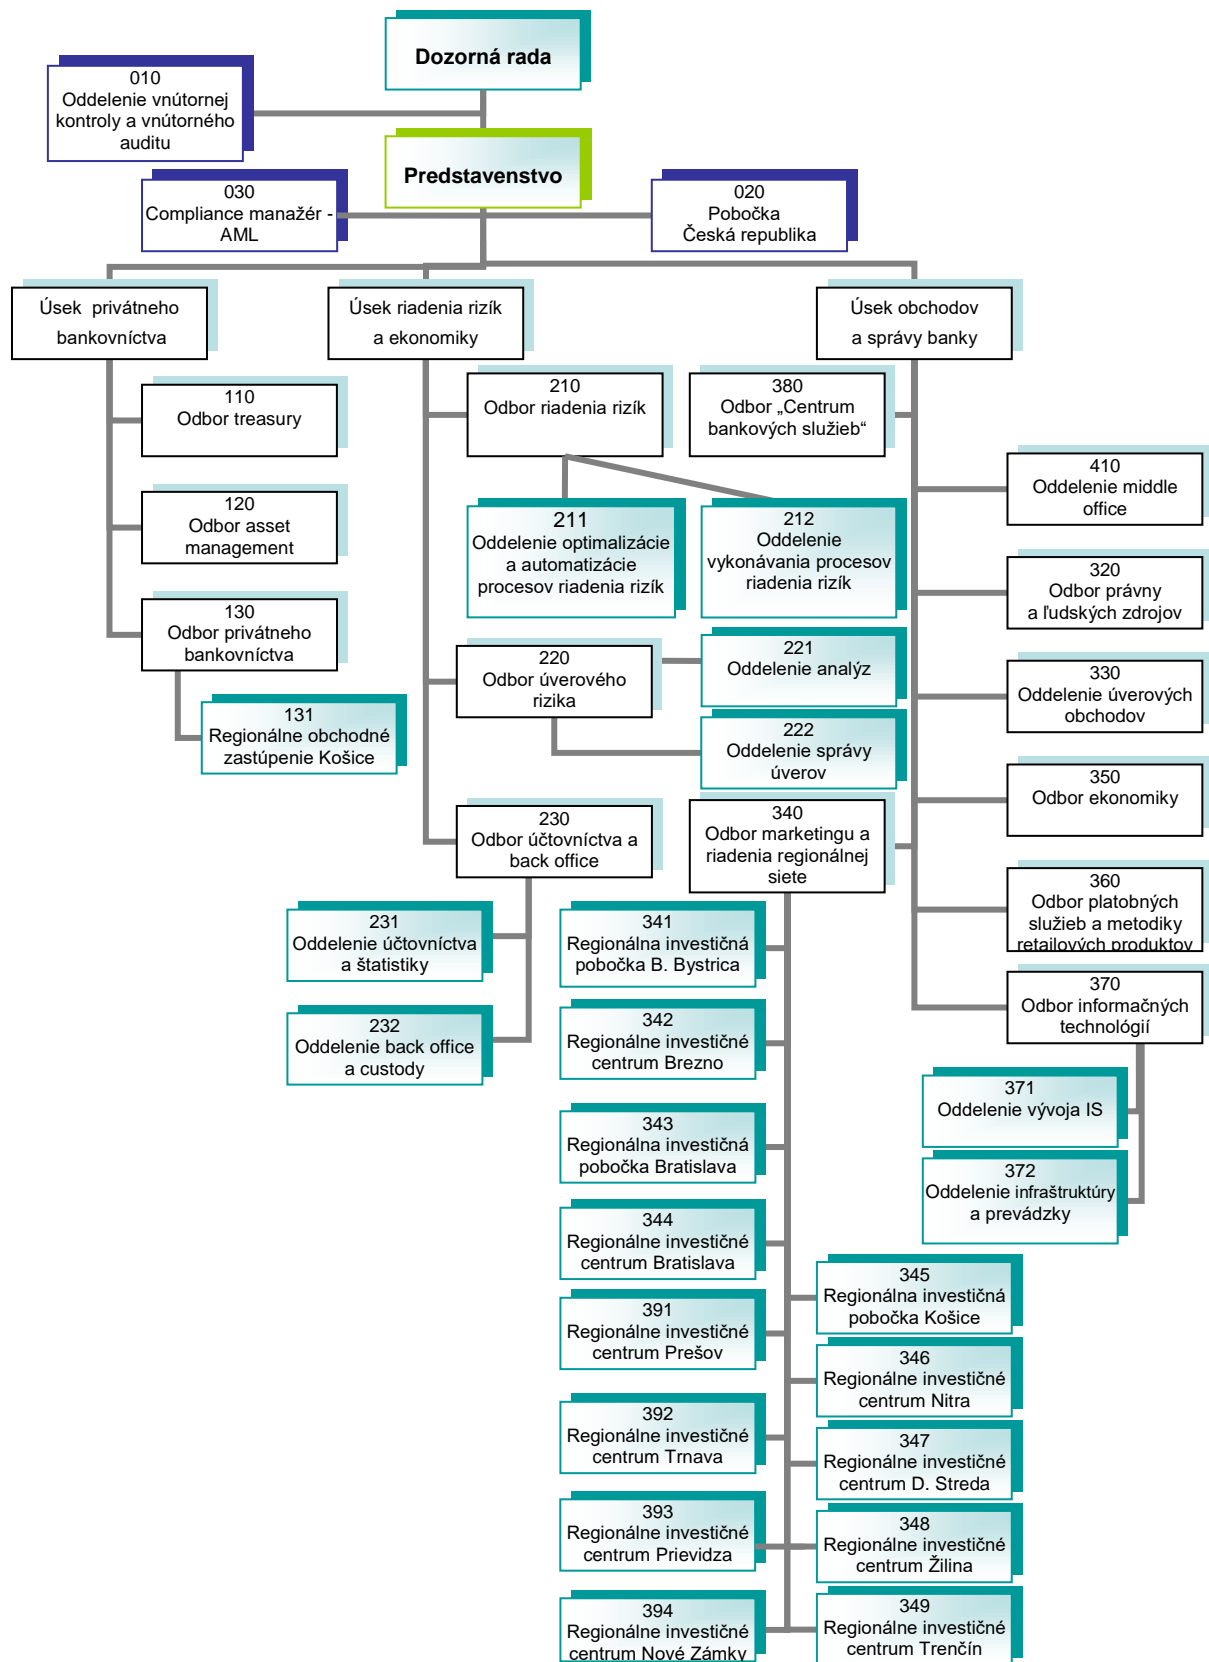 Dozorná rada
010
Oddelenie vnútornej
kontroly a vnútorného
auditu
Predstavenstvo
030
Compliance manažér -
AML
020
Pobočka
Česká republika
Úsek privátneho
bankovníctva
Úsek riadenia rizík
a ekonomiky
Úsek obchodov
a správy banky
110
Odbor treasury
120
Odbor asset
management
130
Odbor privátneho
bankovníctva
131
Regionálne obchodné
zastúpenie Košice
210
Odbor riadenia rizík
211
Oddelenie optimalizácie
a automatizácie
procesov riadenia rizík
212
Oddelenie
vykonávania procesov
riadenia rizík
220
Odbor úverového
rizika
221
Oddelenie analýz
222
Oddelenie správy
úverov
230
Odbor účtovníctva a
back office
231
Oddelenie účtovníctva
a štatistiky
232
Oddelenie back office
a custody
380
Odbor „Centrum
bankových služieb“
410
Oddelenie middle
office
320
Odbor právny
a ľudských zdrojov
330
Oddelenie úverových
obchodov
350
Odbor ekonomiky
340
Odbor marketingu a
riadenia regionálnej
siete
360
Odbor platobných
služieb a metodiky
retailových produktov
370
Odbor informačných
technológií
371
Oddelenie vývoja IS
372
Oddelenie infraštruktúry
a prevádzky
341
Regionálna investičná
pobočka B. Bystrica
342
Regionálne investičné
centrum Brezno
343
Regionálna investičná
pobočka Bratislava
344
Regionálne investičné
centrum Bratislava
391
Regionálne investičné
centrum Prešov
392
Regionálne investičné
centrum Trnava
393
Regionálne investičné
centrum Prievidza
394
Regionálne investičné
centrum Nové Zámky
345
Regionálna investičná
pobočka Košice
346
Regionálne investičné
centrum Nitra
347
Regionálne investičné
centrum D. Streda
348
Regionálne investičné
centrum Žilina
349
Regionálne investičné
centrum Trenčín